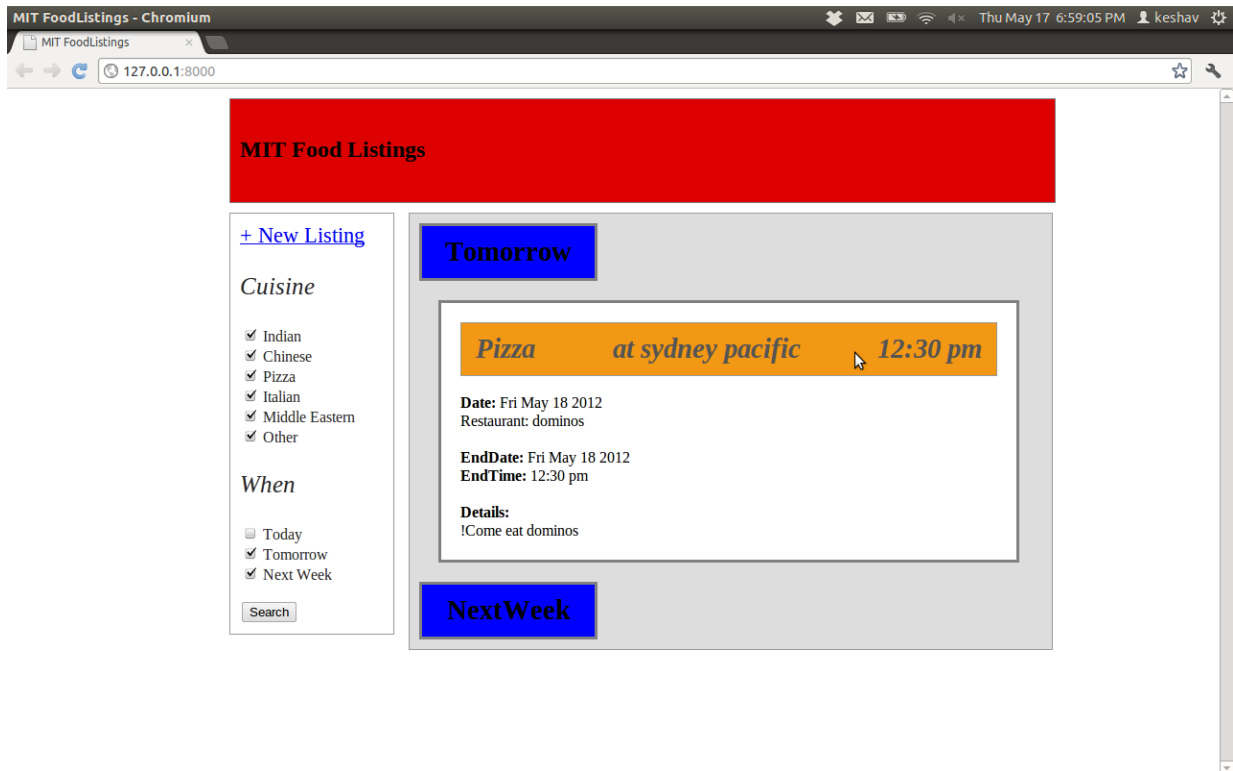 MIT FoodListings - Chromium
Thu May 17 6:59:05 PM keshav
MIT FoodListings
127.0.0.1:8000
MIT Food Listings
+ New Listing
Cuisine
Indian
Chinese
Pizza
Italian
Middle Eastern
Other
When
Today
Tomorrow
Next Week
Search
Tomorrow
Pizza at sydney pacific 12:30 pm
Date: Fri May 18 2012
Restaurant: dominos
EndDate: Fri May 18 2012
EndTime: 12:30 pm
Details:
!Come eat dominos
NextWeek